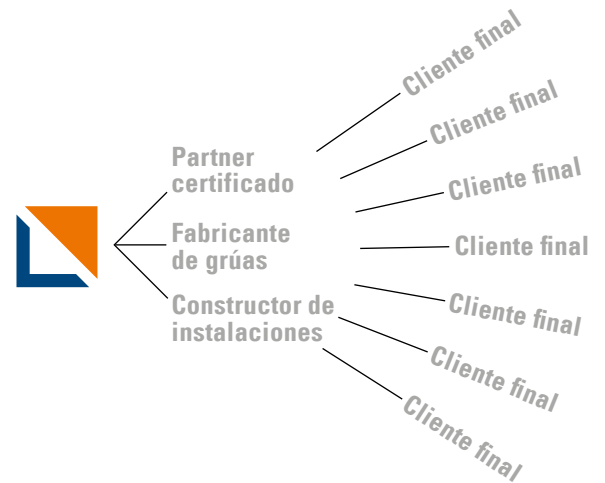 Cliente final
Cliente final
Partner
certificado
Cliente final
Fabricante
de grúas
Cliente final
Constructor de
instalaciones
Cliente final
Cliente final
Cliente final